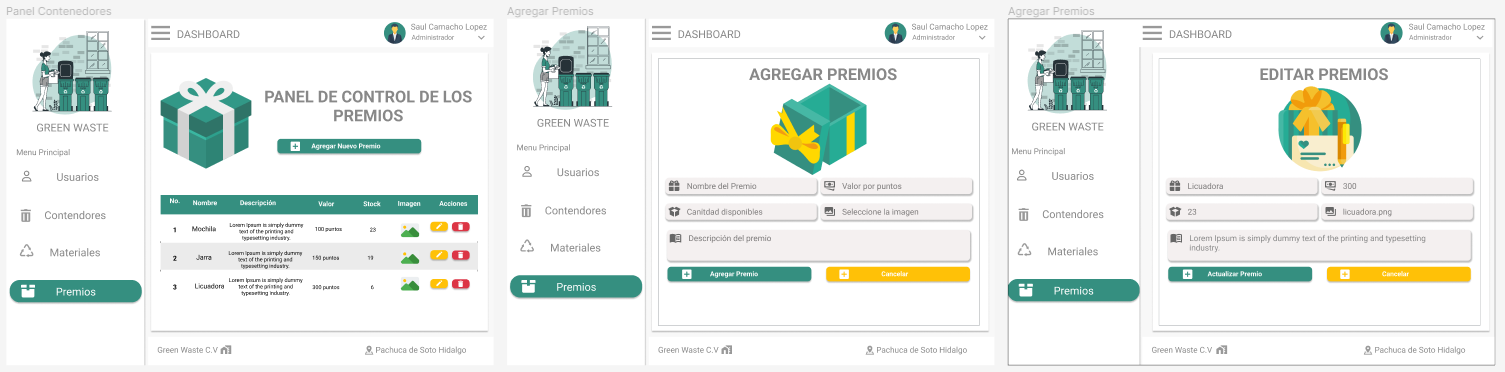 Panel Contenedores
GREEN WASTE
Menu Principal
Usuarios
Contendores
Materiales
Premios
DASHBOARD
Saul Camacho Lopez
Administrador
PANEL DE CONTROL DE LOS
PREMIOS
Agregar Nuevo Premio
No. Nombre Descripción Valor Stock Imagen Acciones
1 Mochila Lorem Ipsum is simply dummy
text of the printing and
typesetting industry. 100 puntos 23
2 Jarra Lorem Ipsum is simply dummy
text of the printing and
typesetting industry. 150 puntos 19
3 Licuadora Lorem Ipsum is simply dummy
text of the printing and
typesetting industry. 300 puntos 6
Green Waste C.V
Pachuca de Soto Hidalgo
Agregar Premios
GREEN WASTE
Menu Principal
Usuarios
Contendores
Materiales
Premios
DASHBOARD
Saul Camacho Lopez
Administrador
AGREGAR PREMIOS
Nombre del Premio
Valor por puntos
Canitdad disponibles
Seleccione la imagen
Descripción del premio
Agregar Premio
Cancelar
Green Waste C.V
Pachuca de Soto Hidalgo
Agregar Premios
GREEN WASTE
Menu Principal
Usuarios
Contendores
Materiales
Premios
DASHBOARD
Saul Camacho Lopez
Administrador
EDITAR PREMIOS
Licuadora
300
23
licuadora.png
Lorem Ipsum is simply dummy text of the printing and typesetting
industry.
Actualizar Premio
Cancelar
Green Waste C.V
Pachuca de Soto Hidalgo